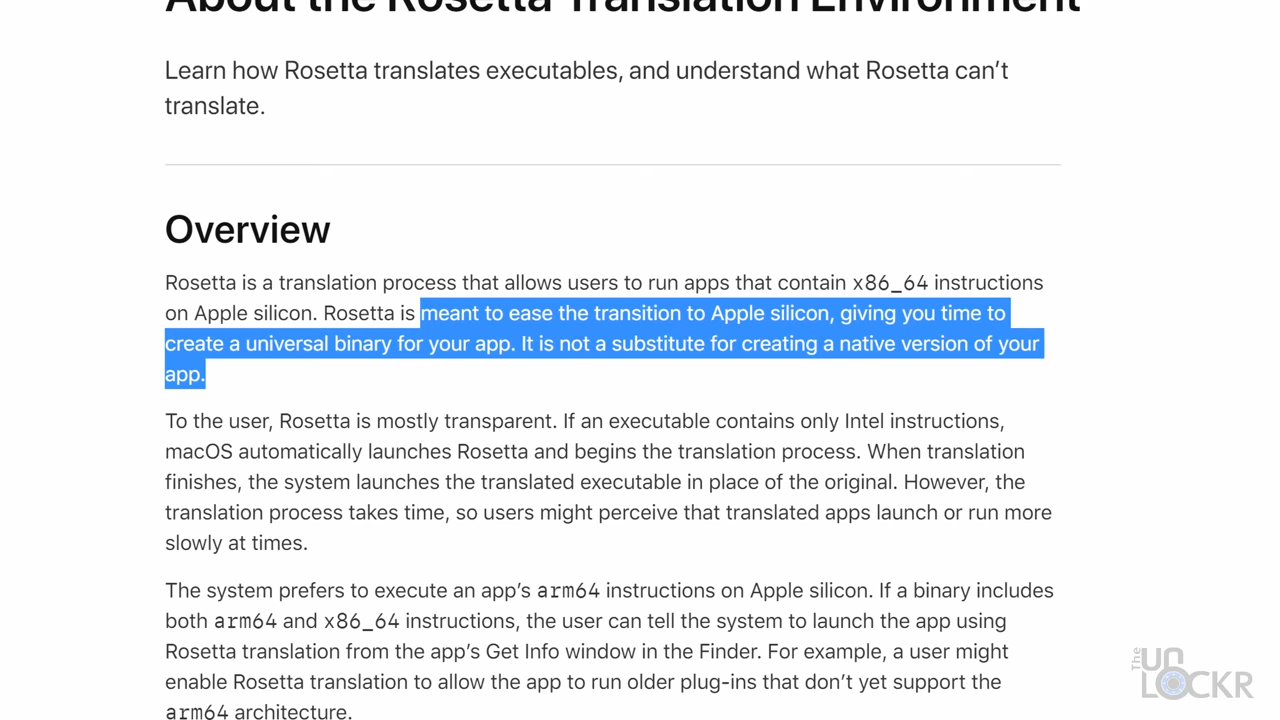 About the Rosetta Translation Environment
Learn how Rosetta translates executables, and understand what Rosetta can’t
translate.
Overview
Rosetta is a translation process that allows users to run apps that contain x86_64 instructions
on Apple silicon. Rosetta is meant to ease the transition to Apple silicon, giving you time to
create a universal binary for your app. It is not a substitute for creating a native version of your
app.
To the user, Rosetta is mostly transparent. If an executable contains only Intel instructions,
macOS automatically launches Rosetta and begins the translation process. When translation
finishes, the system launches the translated executable in place of the original. However, the
translation process takes time, so users might perceive that translated apps launch or run more
slowly at times.
The system prefers to execute an app’s arm64 instructions on Apple silicon. If a binary includes
both arm64 and x86_64 instructions, the user can tell the system to launch the app using
Rosetta translation from the app’s Get Info window in the Finder. For example, a user might
enable Rosetta translation to allow the app to run older plug-ins that don’t yet support the
arm64 architecture.
The
UN
LOCKR